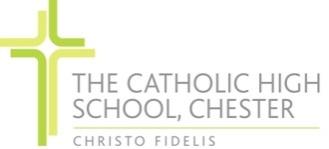 THE CATHOLIC HIGH
SCHOOL, CHESTER
CHRISTO FIDELIS